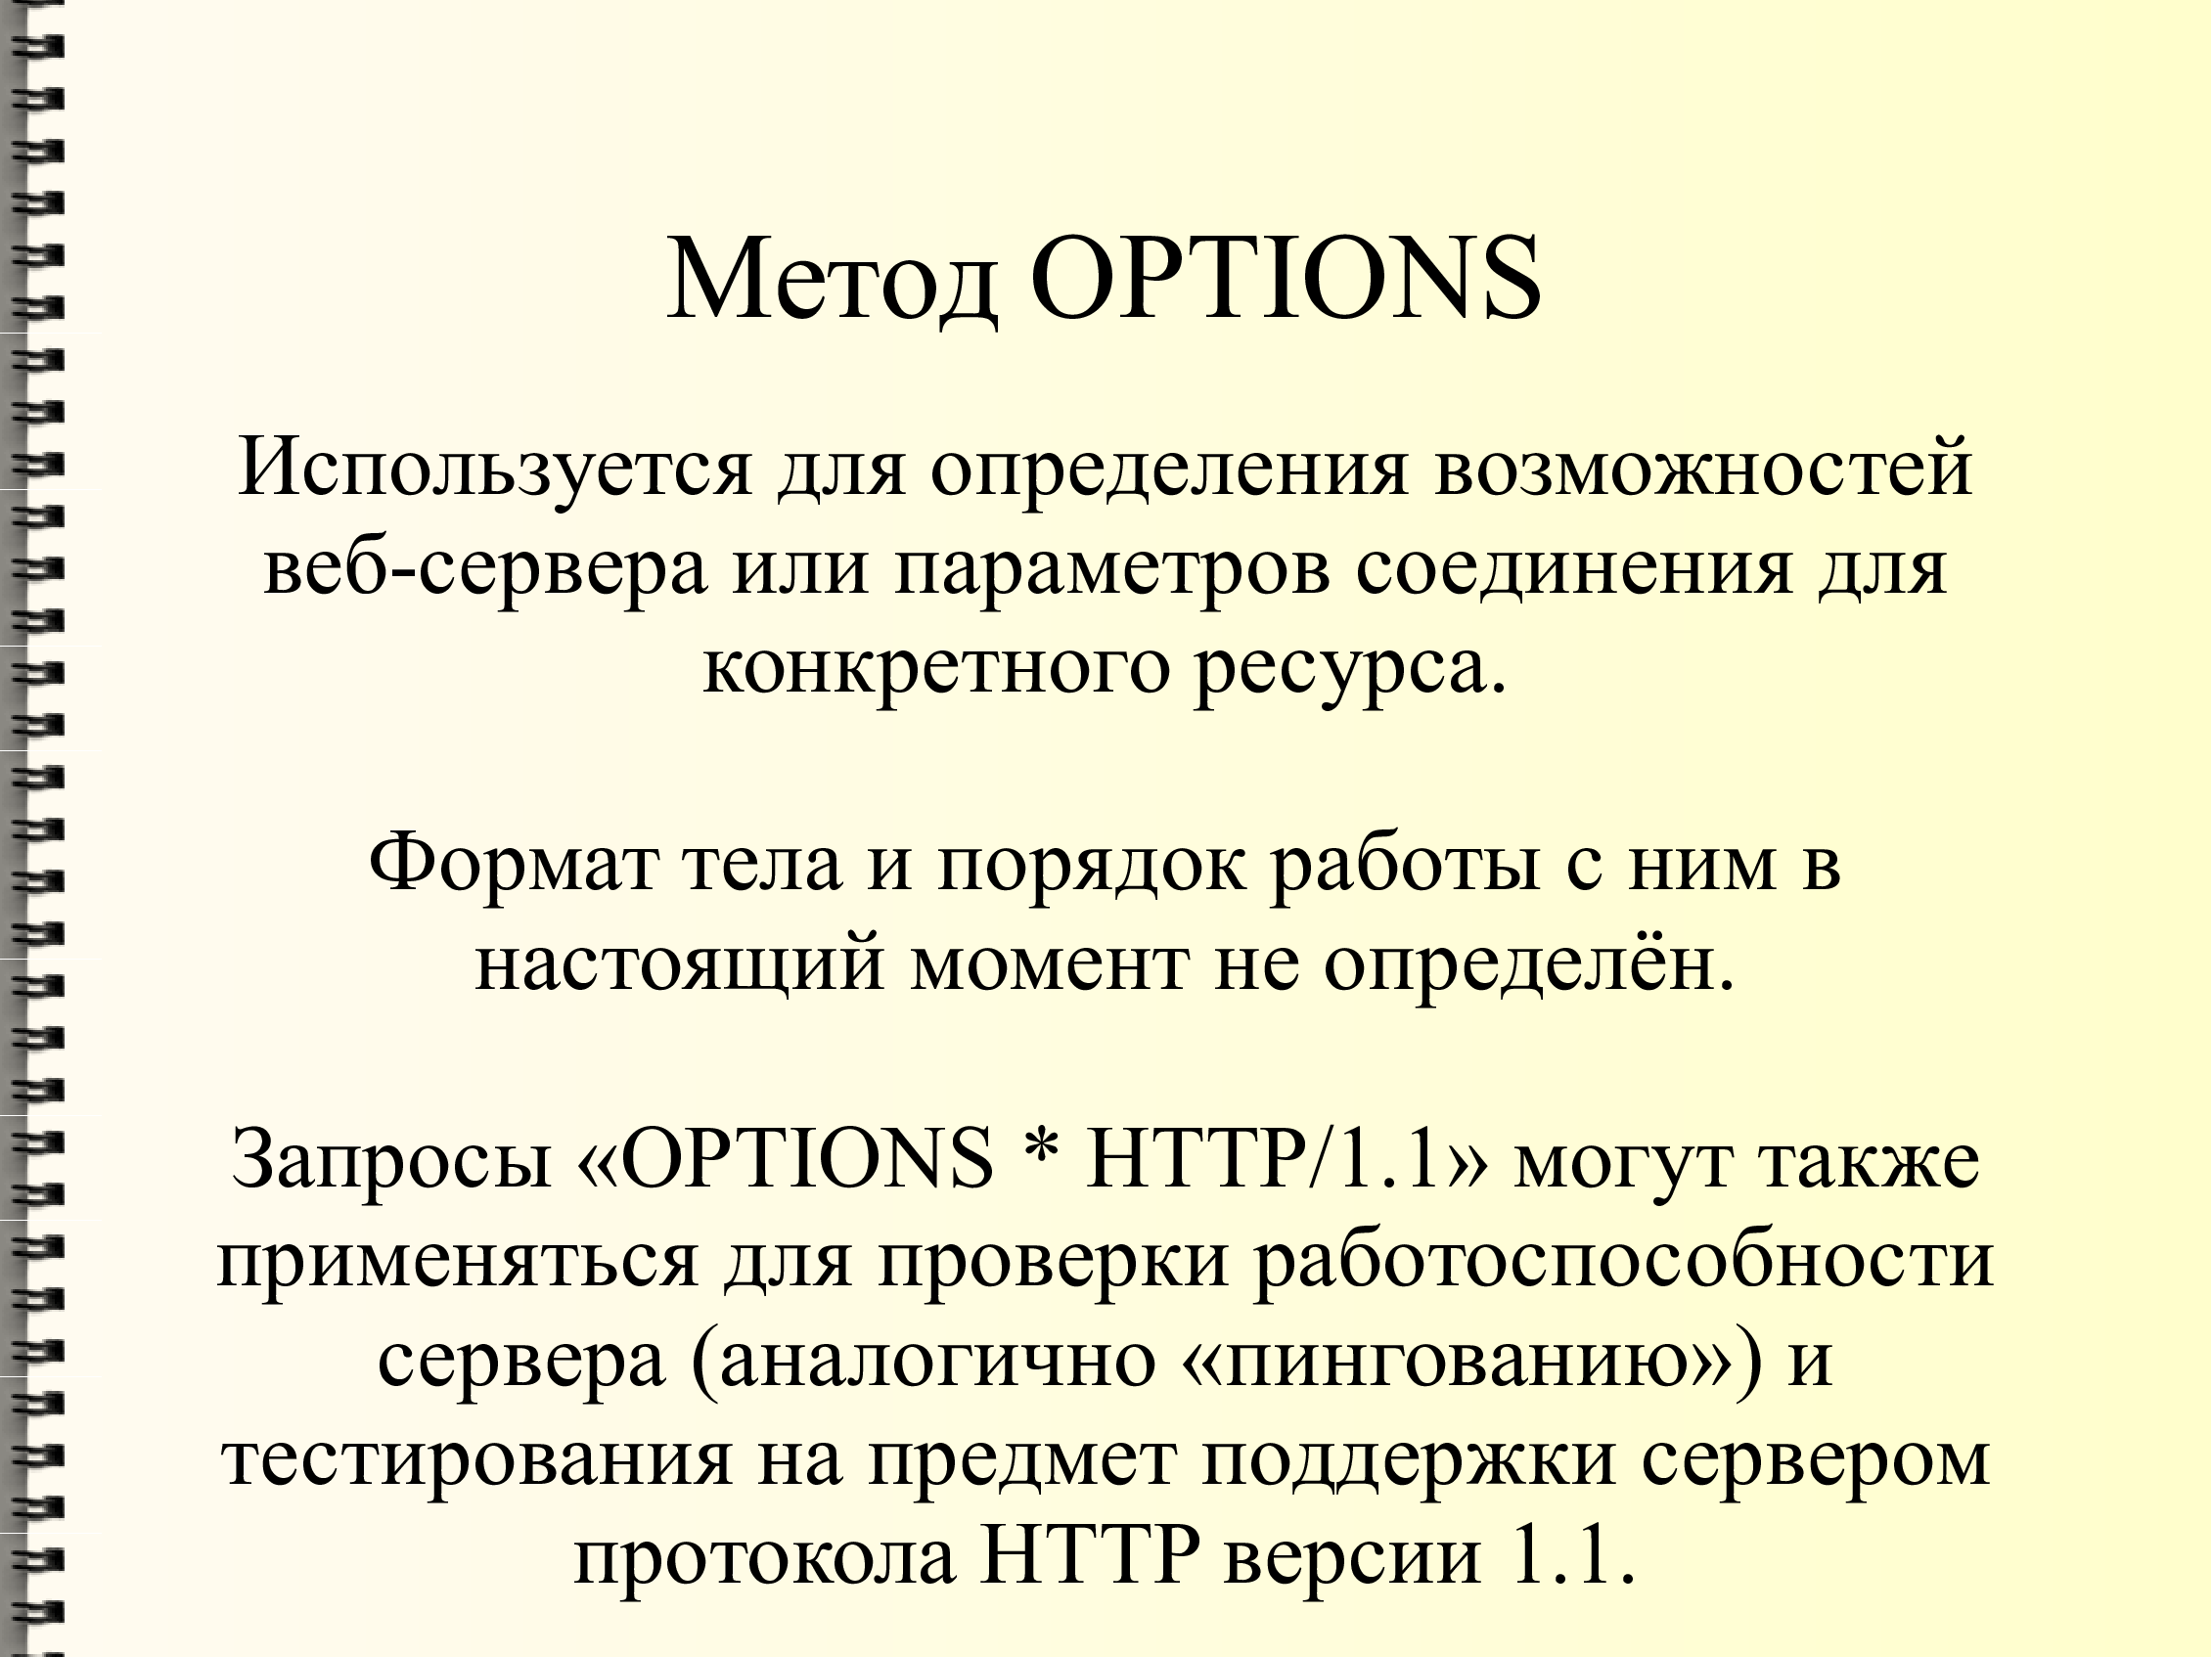 Метод OPTIONS
Используется для определения возможностей
веб-сервера или параметров соединения для
конкретного ресурса.
Формат тела и порядок работы с ним в
настоящий момент не определён.
Запросы «OPTIONS * HTTP/1.1» могут также
применяться для проверки работоспособности
сервера (аналогично «пингованию») и
тестирования на предмет поддержки сервером
протокола HTTP версии 1.1.